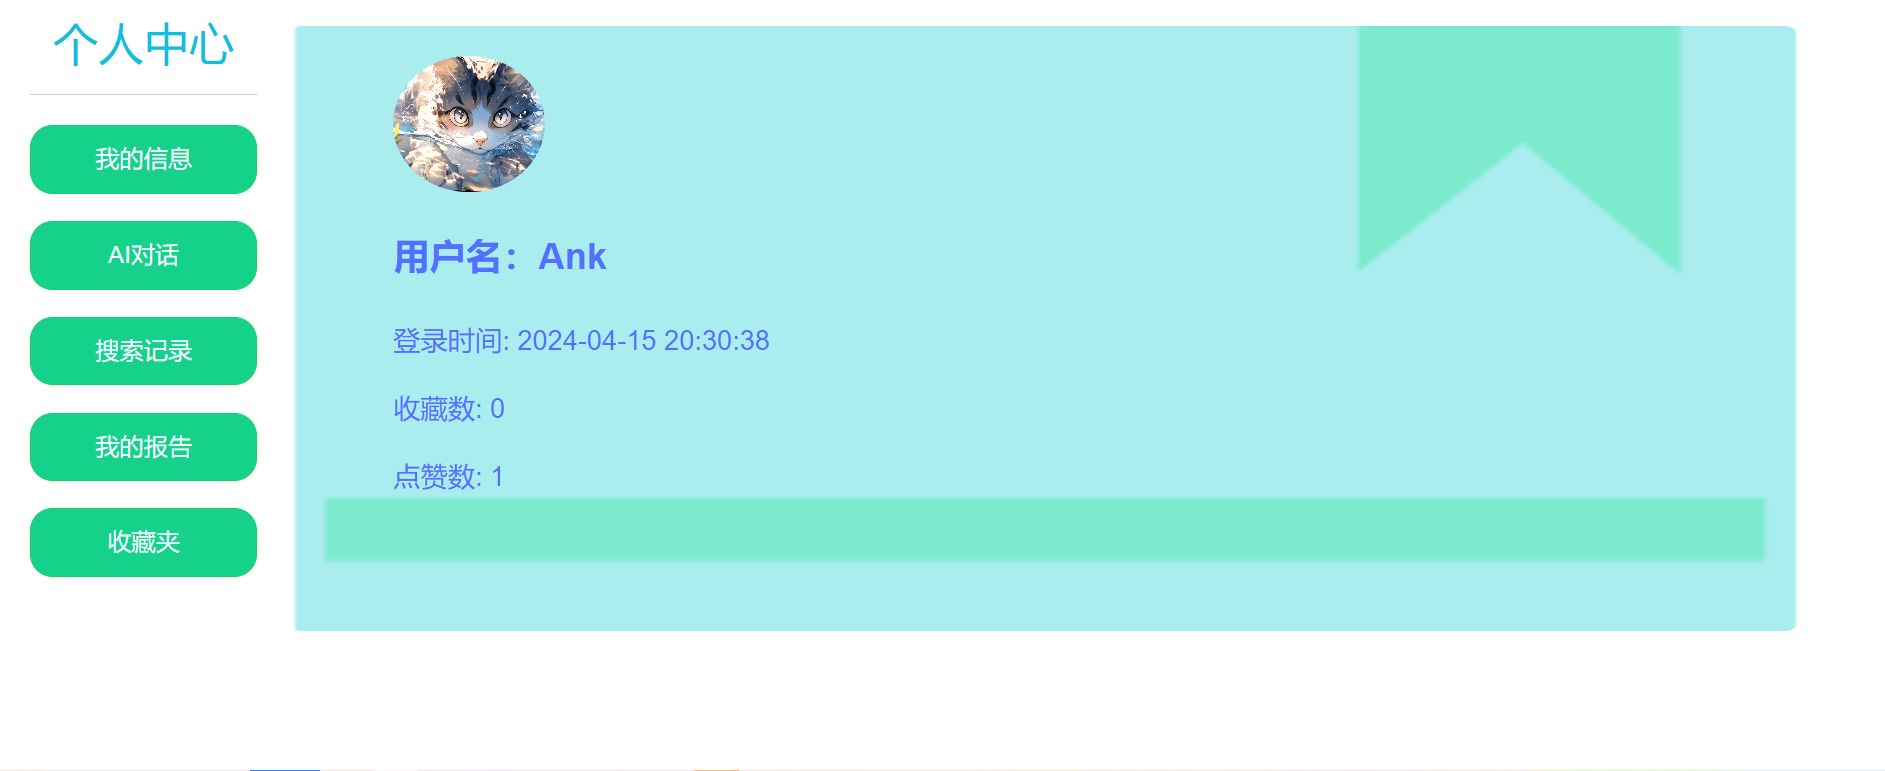 个人中心
我的信息
AI对话
搜索记录
我的报告
收藏夹
用户名：Ank
登录时间: 2024-04-15 20:30:38
收藏数: 0
点赞数: 1